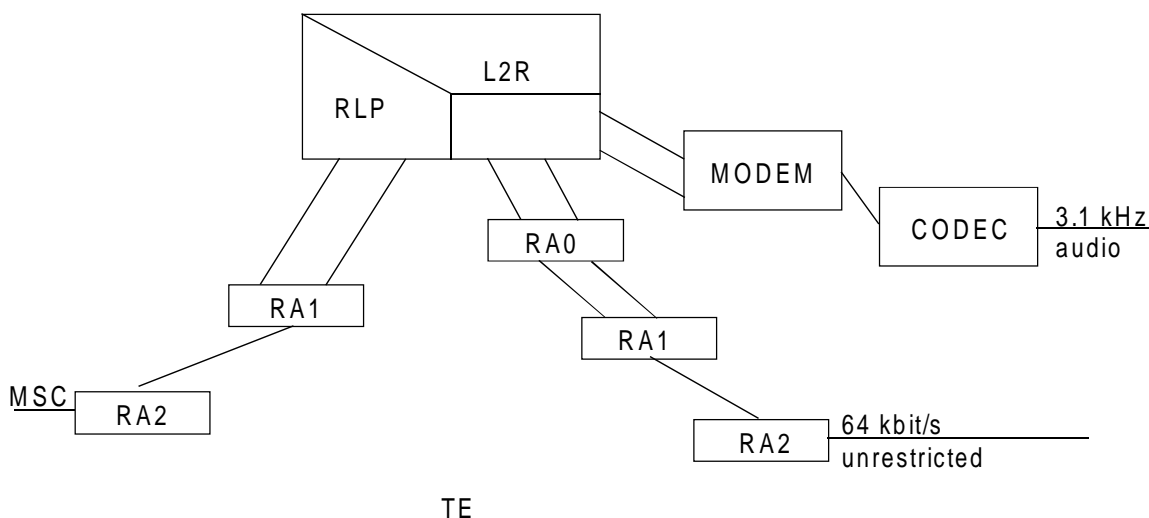 L2R
RLP
MODEM
CODEC
3.1 kHz
audio
RA0
RA1
RA1
MSC
RA2
RA2
64 kbit/s
unrestricted
TE